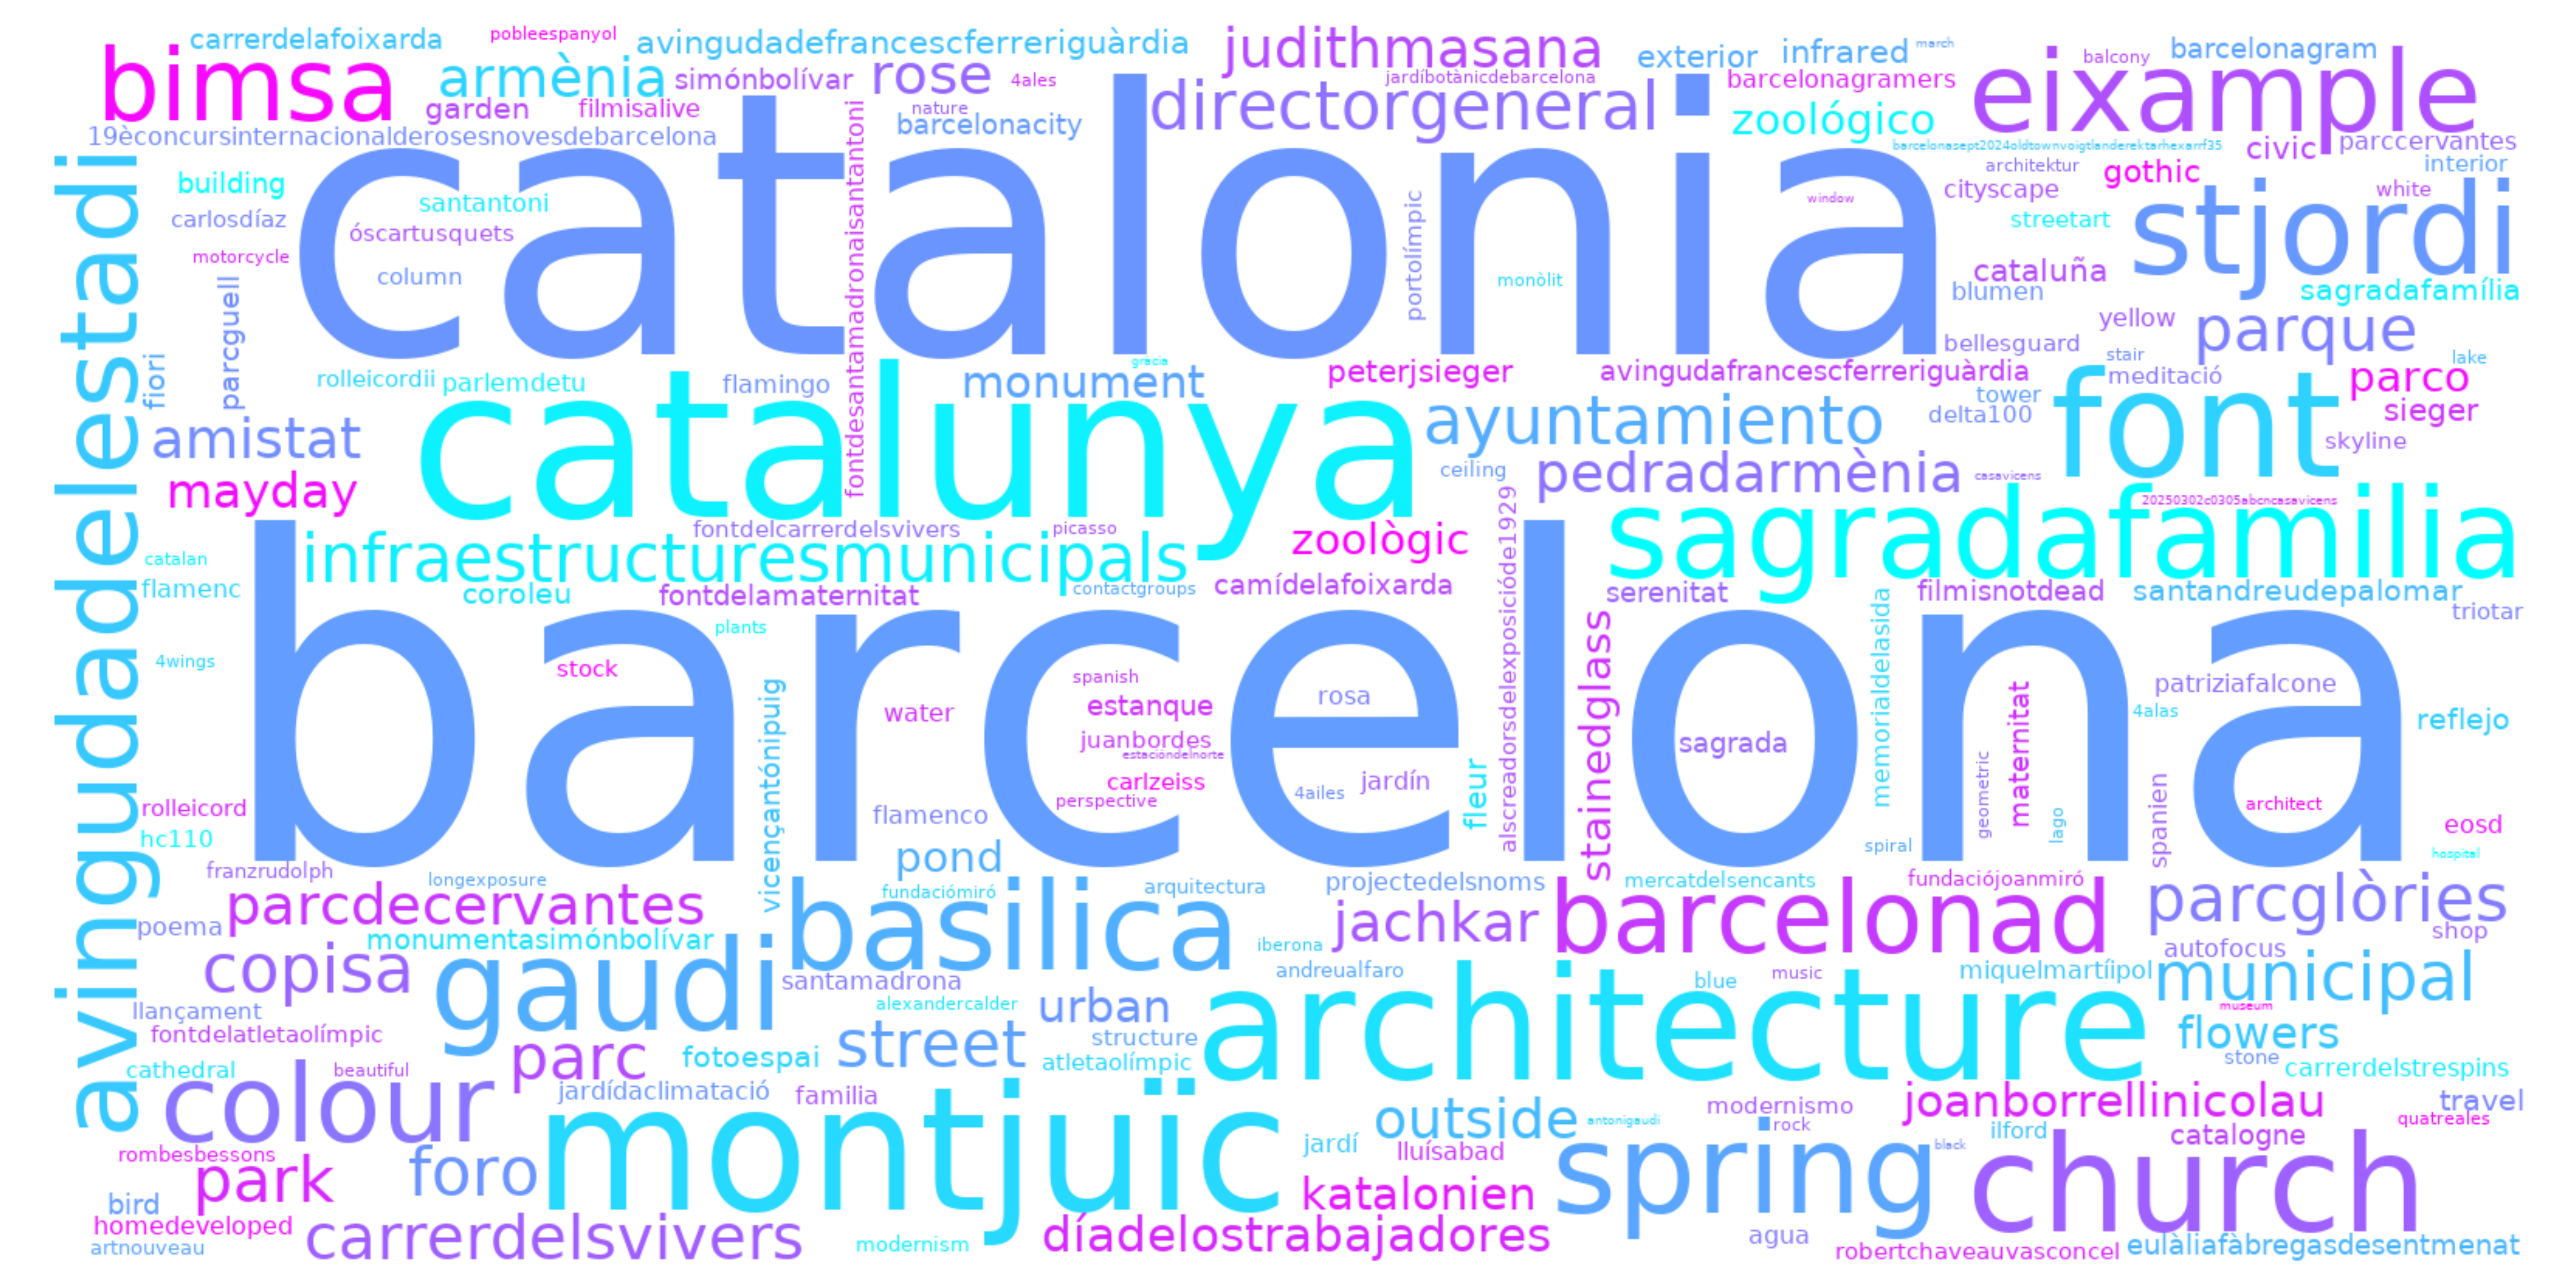 carrerdelafoixarda
pobleespanyol
avingudadefrancescferreriguàrdia
judithmasana
exterior
infrared
march
balcony
barcelonagram
bimsa
armènia
simónbolívar
rose
4ales
jardíbotànicdebarcelona
barcelonagramers
eixample
garden
filmisalive
nature
barcelonacity
directorgeneral
zoológico
19èconcursinternacionalderosesnovesdebarcelona
barcelonasept2024oldtownvoigtlanderektarhexarrf35
civic
parccervantes
avingudadelestadi
catalonia
fontdesantamadronaisantantoni
architektur
gothic
interior
building
santantoni
cityscape
white
carlosdíaz
óscartusquets
portolímpic
window
streetart
stjordi
motorcycle
column
monòlit
cataluña
parcguell
blumen
sagradafamília
yellow
parque
bellesguard
stair
lake
fiori
rolleicordii
parlemdetu
flamingo
gràcia
monument
peterjsieger
avingudafrancescferreriguàrdia
meditació
parco
catalunya
ayuntamiento
tower
delta100
font
sieger
amistat
skyline
ceiling
pedradarmènia
casavicens
mayday
20250302c0305abcncasavicens
sagradafamilia
fontdelcarrerdelsvivers
picasso
zoològic
alscreadorsdelexposicióde1929
catalan
infraestructuresmunicipals
flamenc
coroleu
fontdelamaternitat
contactgroups
camídelafoixarda
serenitat
memorialdelasida
filmisnotdead
santandreudepalomar
triotar
barcelona
plants
4wings
stock
spanish
stainedglass
vicençantónipuig
rosa
maternitat
patriziafalcone
water
estanque
4alas
reflejo
juanbordes
sagrada
estacióndelnorte
carlzeiss
jardín
geometric
4ailes
fleur
spanien
perspective
architect
rolleicord
flamenco
lago
eosd
hc110
spiral
hospital
franzrudolph
pond
longexposure
fundaciómiró
arquitectura
projectedelsnoms
mercatdelsencants
fundaciójoanmiró
parcdecervantes
basilica
jachkar
barcelonad
parcglòries
poema
monumentasimónbolívar
iberona
shop
autofocus
copisa
gaudi
santamadrona
andreualfaro
blue
music
miquelmartíipol
municipal
llançament
alexandercalder
urban
architecture
museum
fontdelatletaolímpic
street
structure
flowers
parc
fotoespai
atletaolímpic
stone
cathedral
beautiful
carrerdelstrespins
colour
jardídaclimatació
familia
montjuïc
outside
antonigaudi
modernismo
rock
joanborrellinicolau
travel
quatreales
ilford
catalogne
rombesbessons
park
foro
jardí
lluísabad
spring
black
church
bird
katalonien
homedeveloped
carrerdelsvivers
díadelostrabajadores
agua
artnouveau
modernism
robertchaveauvasconcel
eulàliafàbregasdesentmenat